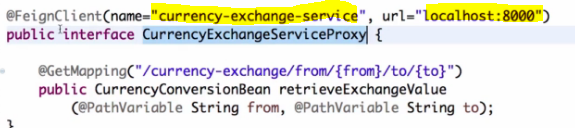 @FeignClient(name="currency-exchange-service", url="localhost:8000")
public interface CurrencyExchangeServiceProxy {
@GetMapping("/currency-exchange/from/{from}/to/{to}")
public CurrencyConversionBean retrieveExchangeValue
(@PathVariable String from, @PathVariable String to);
}